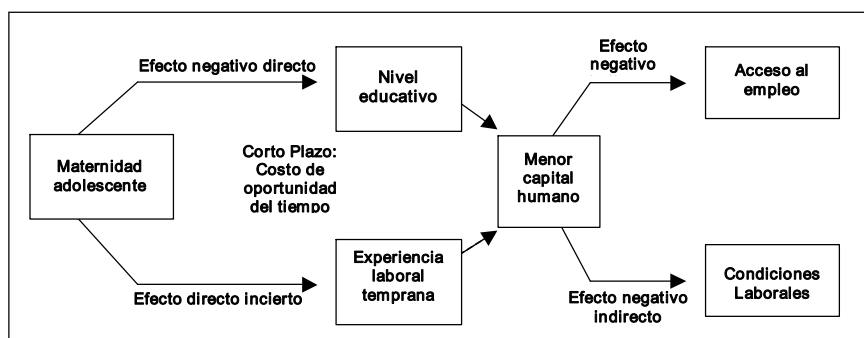 Efecto negativo directo
Nivel
educativo
Efecto
negativo
Acceso al
empleo
Maternidad
adolescente
Corto Plazo:
Costo de
oportunidad
del tiempo
Menor
capital
humano
Experiencia
laboral
temprana
Efecto directo incierto
Efecto negativo
indirecto
Condiciones
Laborales